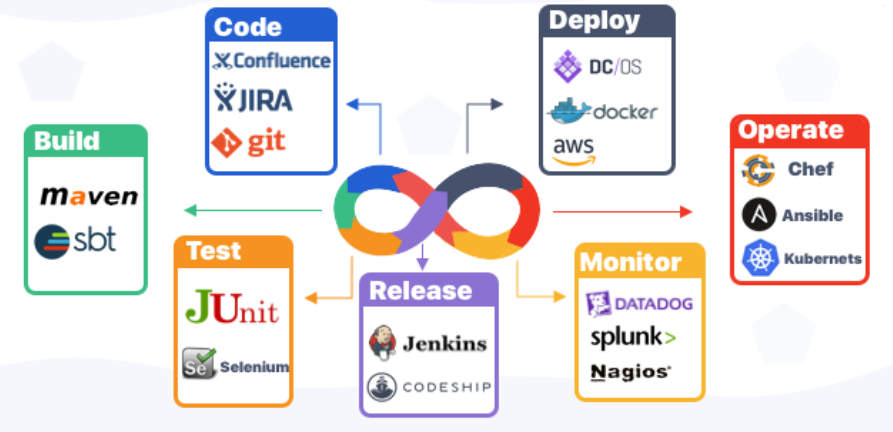 Code
Confluence
JIRA
git
Deploy
DC/OS
docker
aws
Build
maven
sbt
Operate
Chef
A Ansible
Kubernets
Test
JUnit
Se Selenium
Release
Jenkins
CODESHIP
Monitor
DATADOG
splunk>
Nagios®